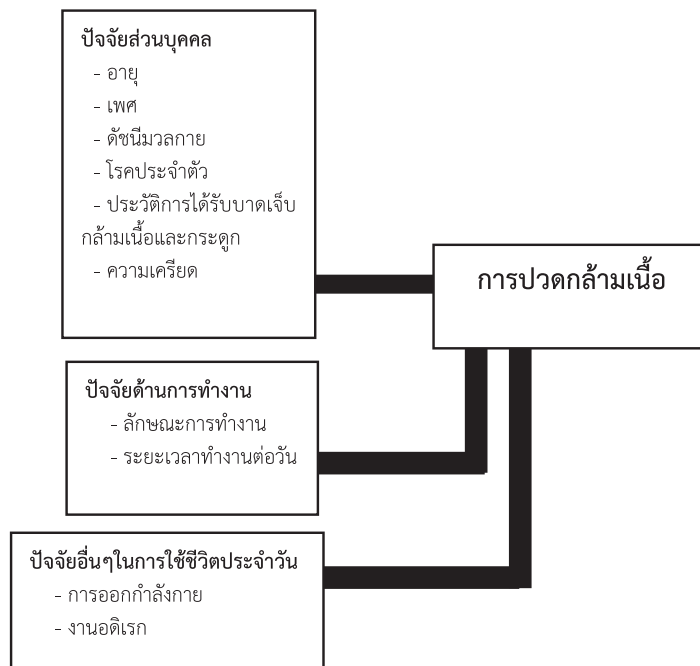 ปัจจัยส่วนบุคคล
- อายุ
- เพศ
- ดัชนีมวลกาย
- โรคประจำตัว
- ประวัติการได้รับบาดเจ็บ
กล้ามเนื้อและกระดูก
- ความเครียด
การปวดกล้ามเนื้อ
ปัจจัยด้านการทำงาน
- ลักษณะการทำงาน
- ระยะเวลาทำงานต่อวัน
ปัจจัยอื่นๆในการใช้ชีวิตประจำวัน
- การออกกำลังกาย
- งานอดิเรก